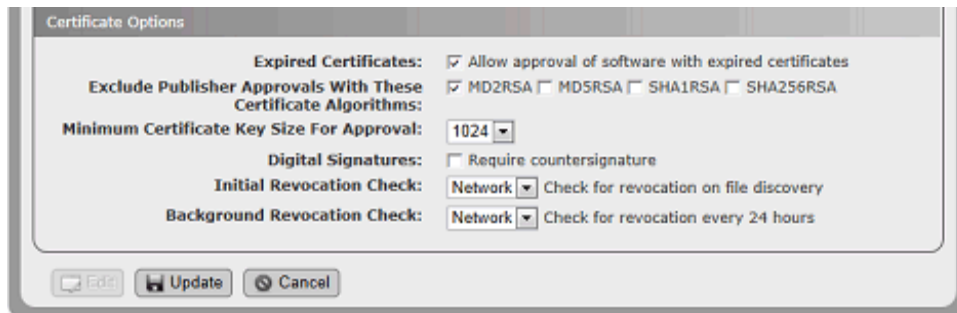 Certificate Options
Expired Certificates: Allow approval of software with expired certificates
Exclude Publisher Approvals With These Certificate Algorithms: MD2RSA MD5RSA SHA1RSA SHA256RSA
Minimum Certificate Key Size For Approval: 1024
Digital Signatures: Require countersignature
Initial Revocation Check: Network Check for revocation on file discovery
Background Revocation Check: Network Check for revocation every 24 hours
Edit Update Cancel